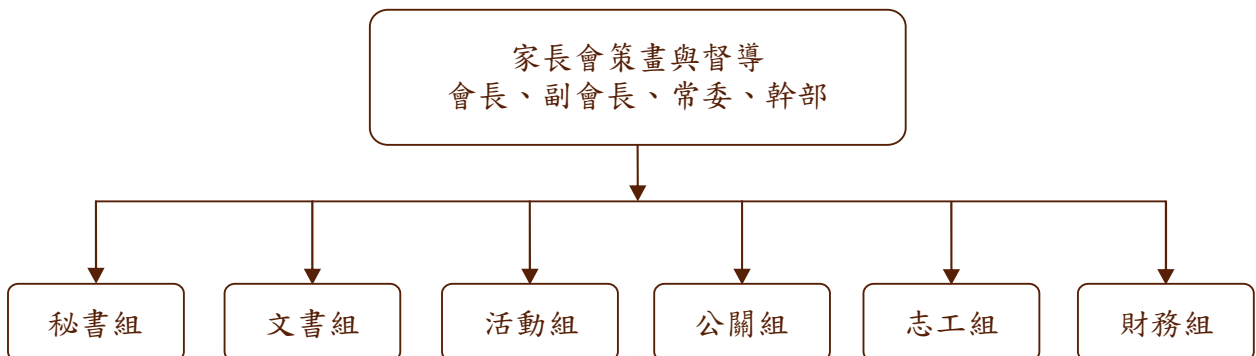 家長會策畫與督導
會長、副會長、常委、幹部
秘書組
文書組
活動組
公關組
志工組
財務組